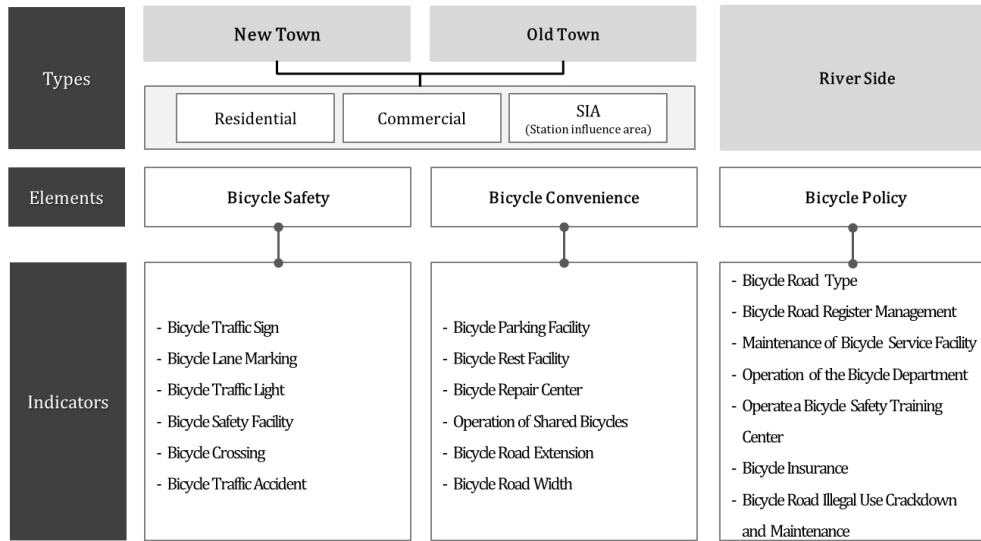 Types
New Town
Old Town
River Side
Residential
Commercial
SIA
(Station influence area)
Elements
Bicycle Safety
Bicycle Convenience
Bicycle Policy
Indicators
- Bicycle Traffic Sign
- Bicycle Lane Marking
- Bicycle Traffic Light
- Bicycle Safety Facility
- Bicycle Crossing
- Bicycle Traffic Accident
- Bicycle Parking Facility
- Bicycle Rest Facility
- Bicycle Repair Center
- Operation of Shared Bicycles
- Bicycle Road Extension
- Bicycle Road Width
- Bicycle Road Type
- Bicycle Road Register Management
- Maintenance of Bicycle Service Facility
- Operation of the Bicycle Department
- Operate a Bicycle Safety Training
Center
- Bicycle Insurance
- Bicycle Road Illegal Use Crackdown
and Maintenance